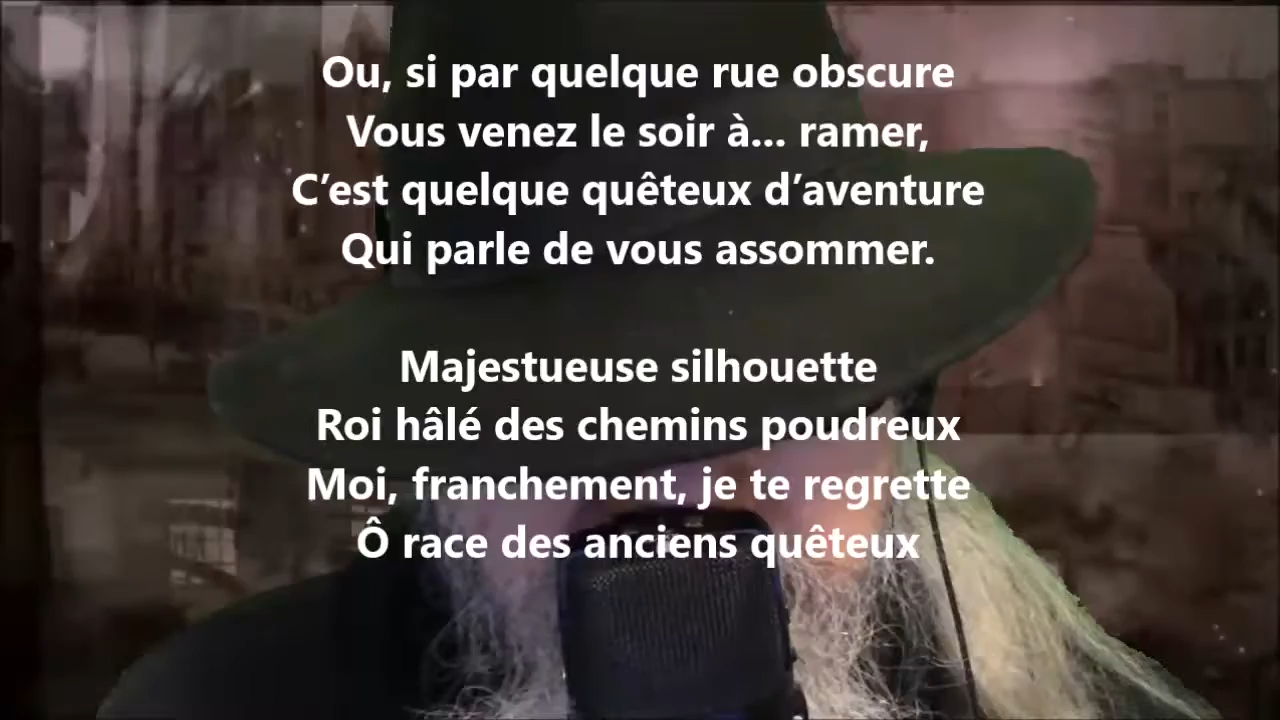 Ou, si par quelque rue obscure
Vous venez le soir à... ramer,
C’est quelque quêteux d’aventure
Qui parle de vous assommer.
Majestueuse silhouette
Roi hâlé des chemins poudreux
Moi, franchement, je te regrette
Ô race des anciens quêteux